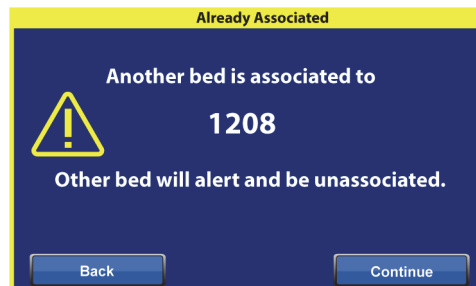 Already Associated
Another bed is associated to
1208
Other bed will alert and be unassociated.
Back
Continue